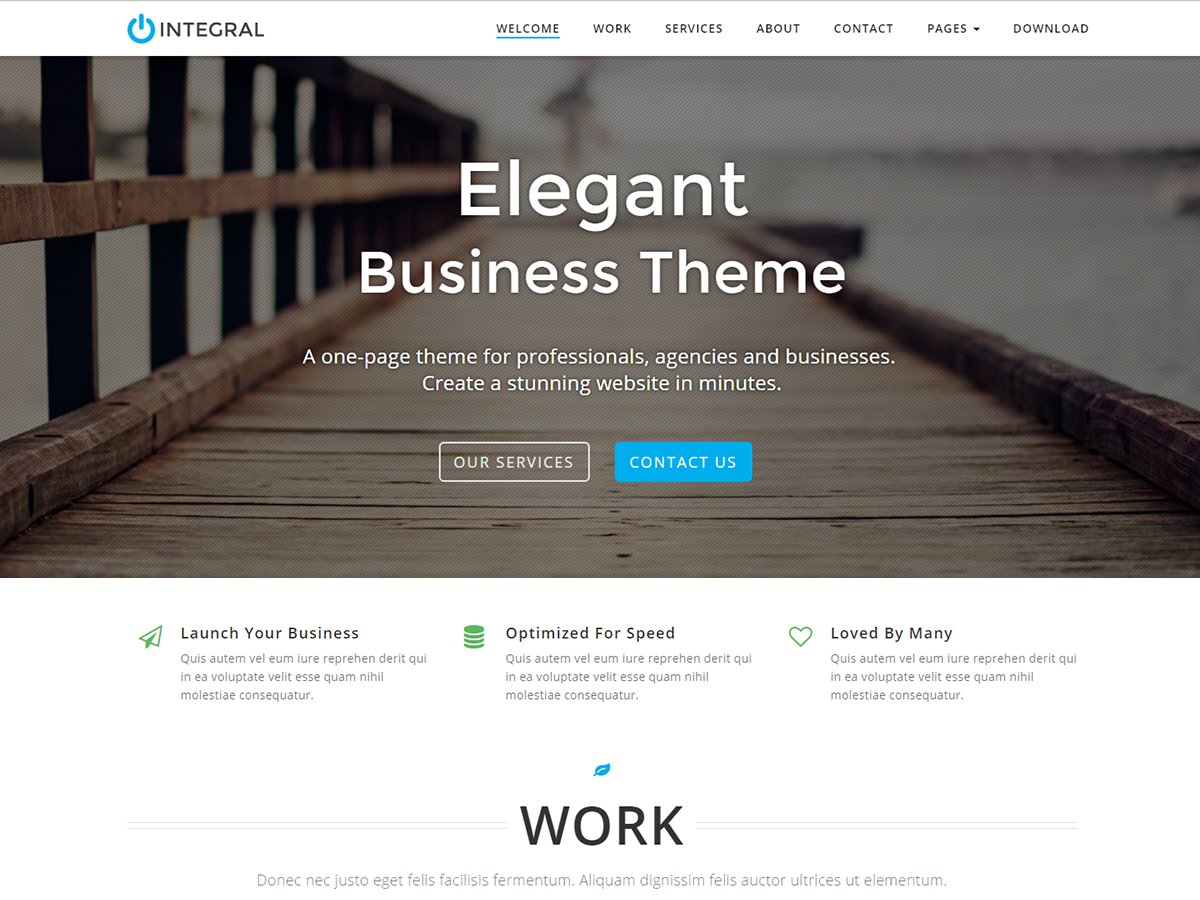 INTEGRAL
WELCOME WORK SERVICES ABOUT CONTACT PAGES DOWNLOAD
Elegant
Business Theme
A one-page theme for professionals, agencies and businesses.
Create a stunning website in minutes.
OUR SERVICES CONTACT US
Launch Your Business
Quis autem vel eum iure reprehen derit qui
in ea voluptate velit esse quam nihil
molestiae consequatur.
Optimized For Speed
Quis autem vel eum iure reprehen derit qui
in ea voluptate velit esse quam nihil
molestiae consequatur.
Loved By Many
Quis autem vel eum iure reprehen derit qui
in ea voluptate velit esse quam nihil
molestiae consequatur.
WORK
Donec nec justo eget felis facilisis fermentum. Aliquam dignissim felis auctor ultrices ut elementum.